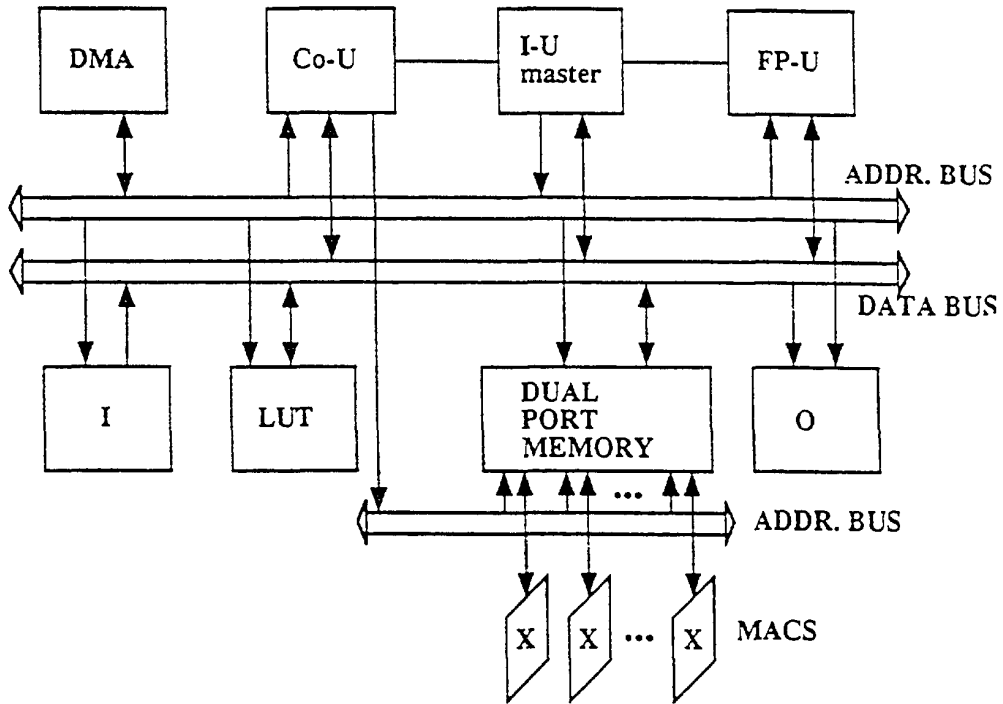 DMA
Co-U
I-U
master
FP-U
ADDR. BUS
DATA BUS
I
LUT
DUAL
PORT
MEMORY
O
...
ADDR. BUS
X
X
...
X
MACS